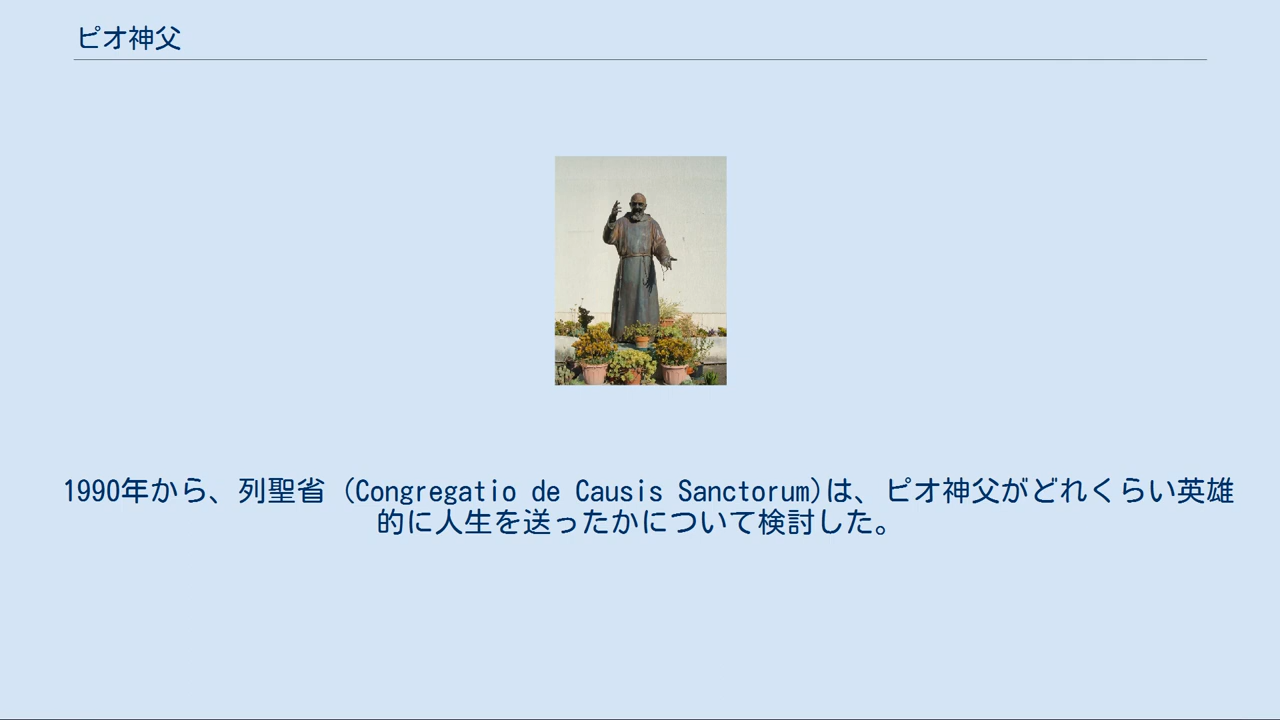 ピオ神父
1990年から、列聖省 (Congregatio de Causis Sanctorum)は、ピオ神父がどれくらい英雄
的に人生を送ったかについて検討した。